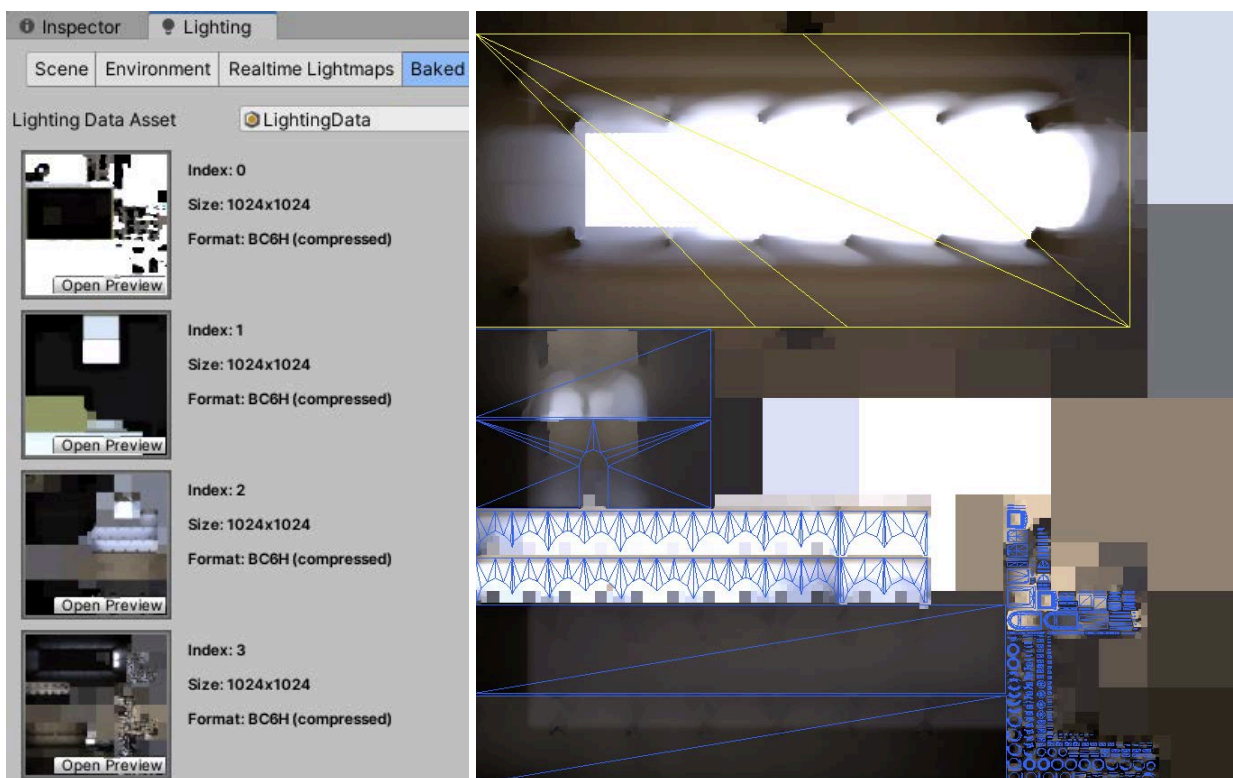 Inspector Lighting
Scene Environment Realtime Lightmaps Baked
Lighting Data Asset LightingData
Index: 0
Size: 1024x1024
Format: BC6H (compressed)
Open Preview
Index: 1
Size: 1024x1024
Format: BC6H (compressed)
Open Preview
Index: 2
Size: 1024x1024
Format: BC6H (compressed)
Open Preview
Index: 3
Size: 1024x1024
Format: BC6H (compressed)
Open Preview